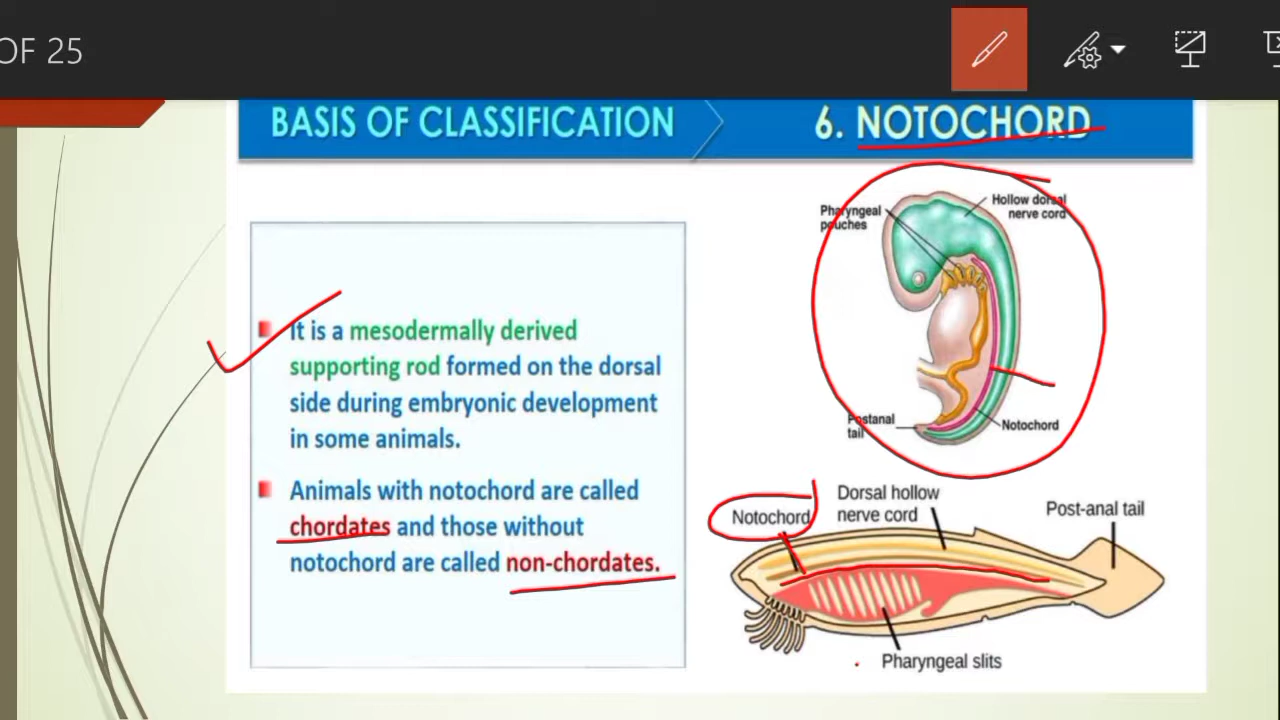 OF 25
BASIS OF CLASSIFICATION
6. NOTOCHORD
It is a mesodermally derived
supporting rod formed on the dorsal
side during embryonic development
in some animals.
Animals with notochord are called
chordates and those without
notochord are called non-chordates.
Pharyngeal
pouches
Hollow dorsal
nerve cord
Postanal
tail
Notochord
Notochord
Dorsal hollow
nerve cord
Post-anal tail
Pharyngeal slits